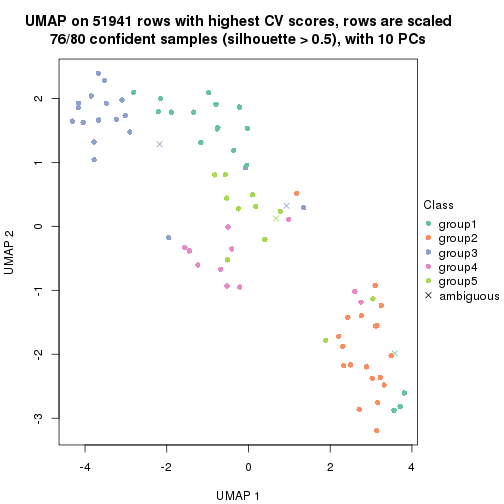 UMAP on 51941 rows with highest CV scores, rows are scaled
76/80 confident samples (silhouette > 0.5), with 10 PCs
2
1
0
-1
-2
-3
UMAP 2
-4
-2
0
2
4
UMAP 1
Class
group1
group2
group3
group4
group5
ambiguous